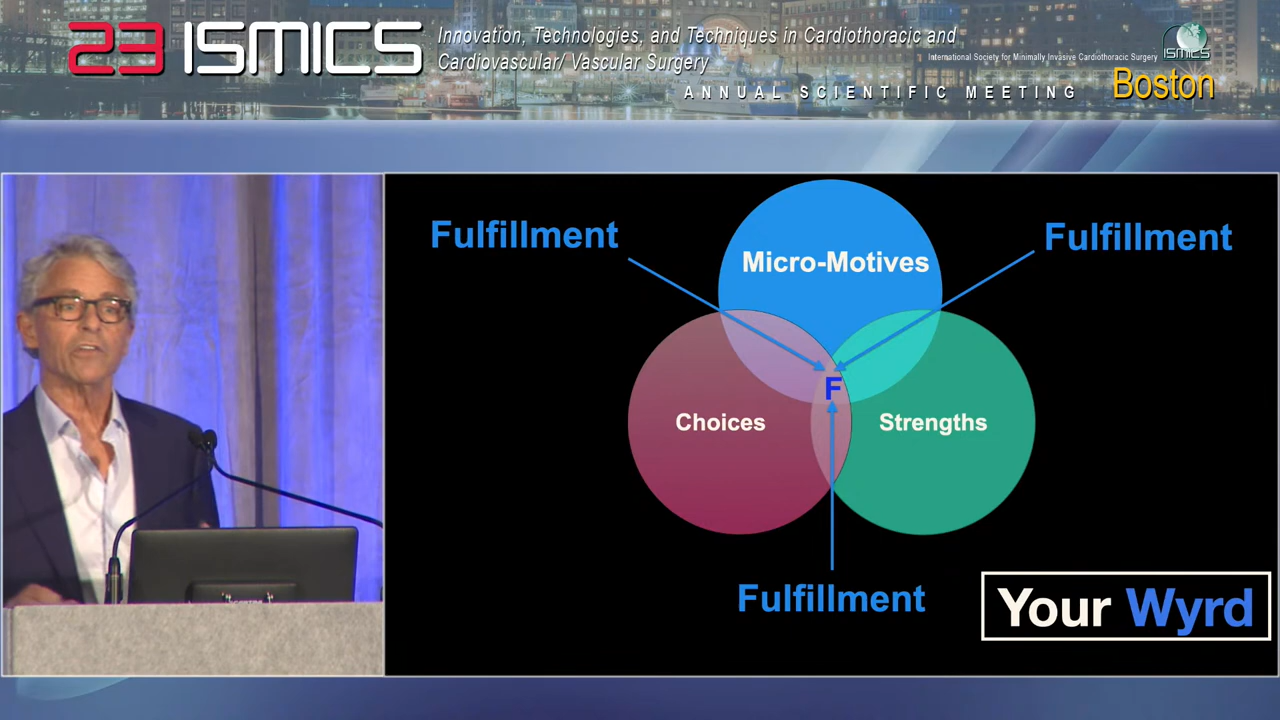 23 ISMICS
Innovation, Technologies, and Techniques in Cardiothoracic and
Cardiovascular/ Vascular Surgery
International Society for Minimally Invasive Cardiothoracic Surgery
ISMICS
ANNUAL SCIENTIFIC MEETING
Boston
Fulfillment
Fulfillment
Micro-Motives
F
Choices
Strengths
Fulfillment
Your Wyrd